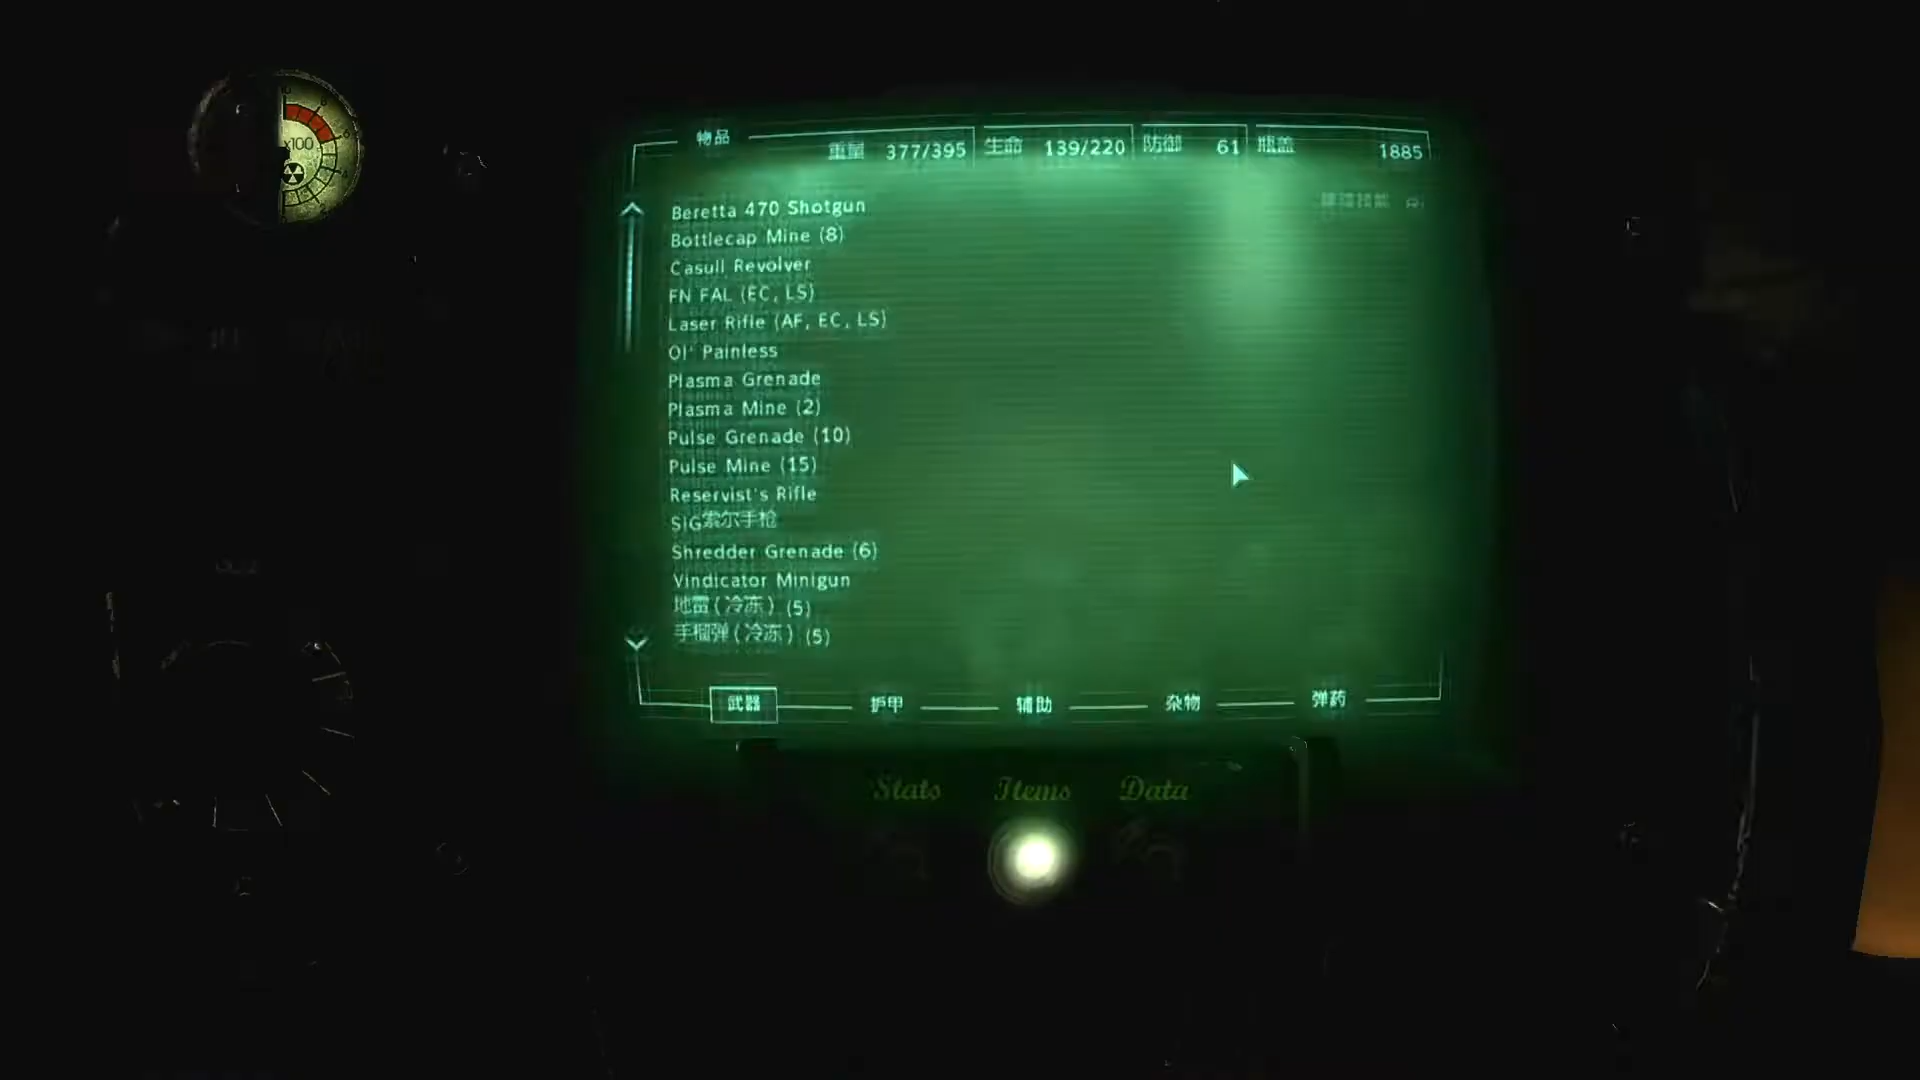 x100
物品
重量 377/395 生命 139/220 防御 61 瓶盖 1885
Beretta 470 Shotgun
Bottlecap Mine (8)
Casull Revolver
FN FAL (EC, LS)
Laser Rifle (AF, EC, LS)
Ol' Painless
Plasma Grenade
Plasma Mine (2)
Pulse Grenade (10)
Pulse Mine (15)
Reservist's Rifle
SIG索尔手枪
Shredder Grenade (6)
Vindicator Minigun
地雷(冷冻) (5)
手榴弹(冷冻) (5)
武器 护甲 辅助 杂物 弹药
Stats Items Data